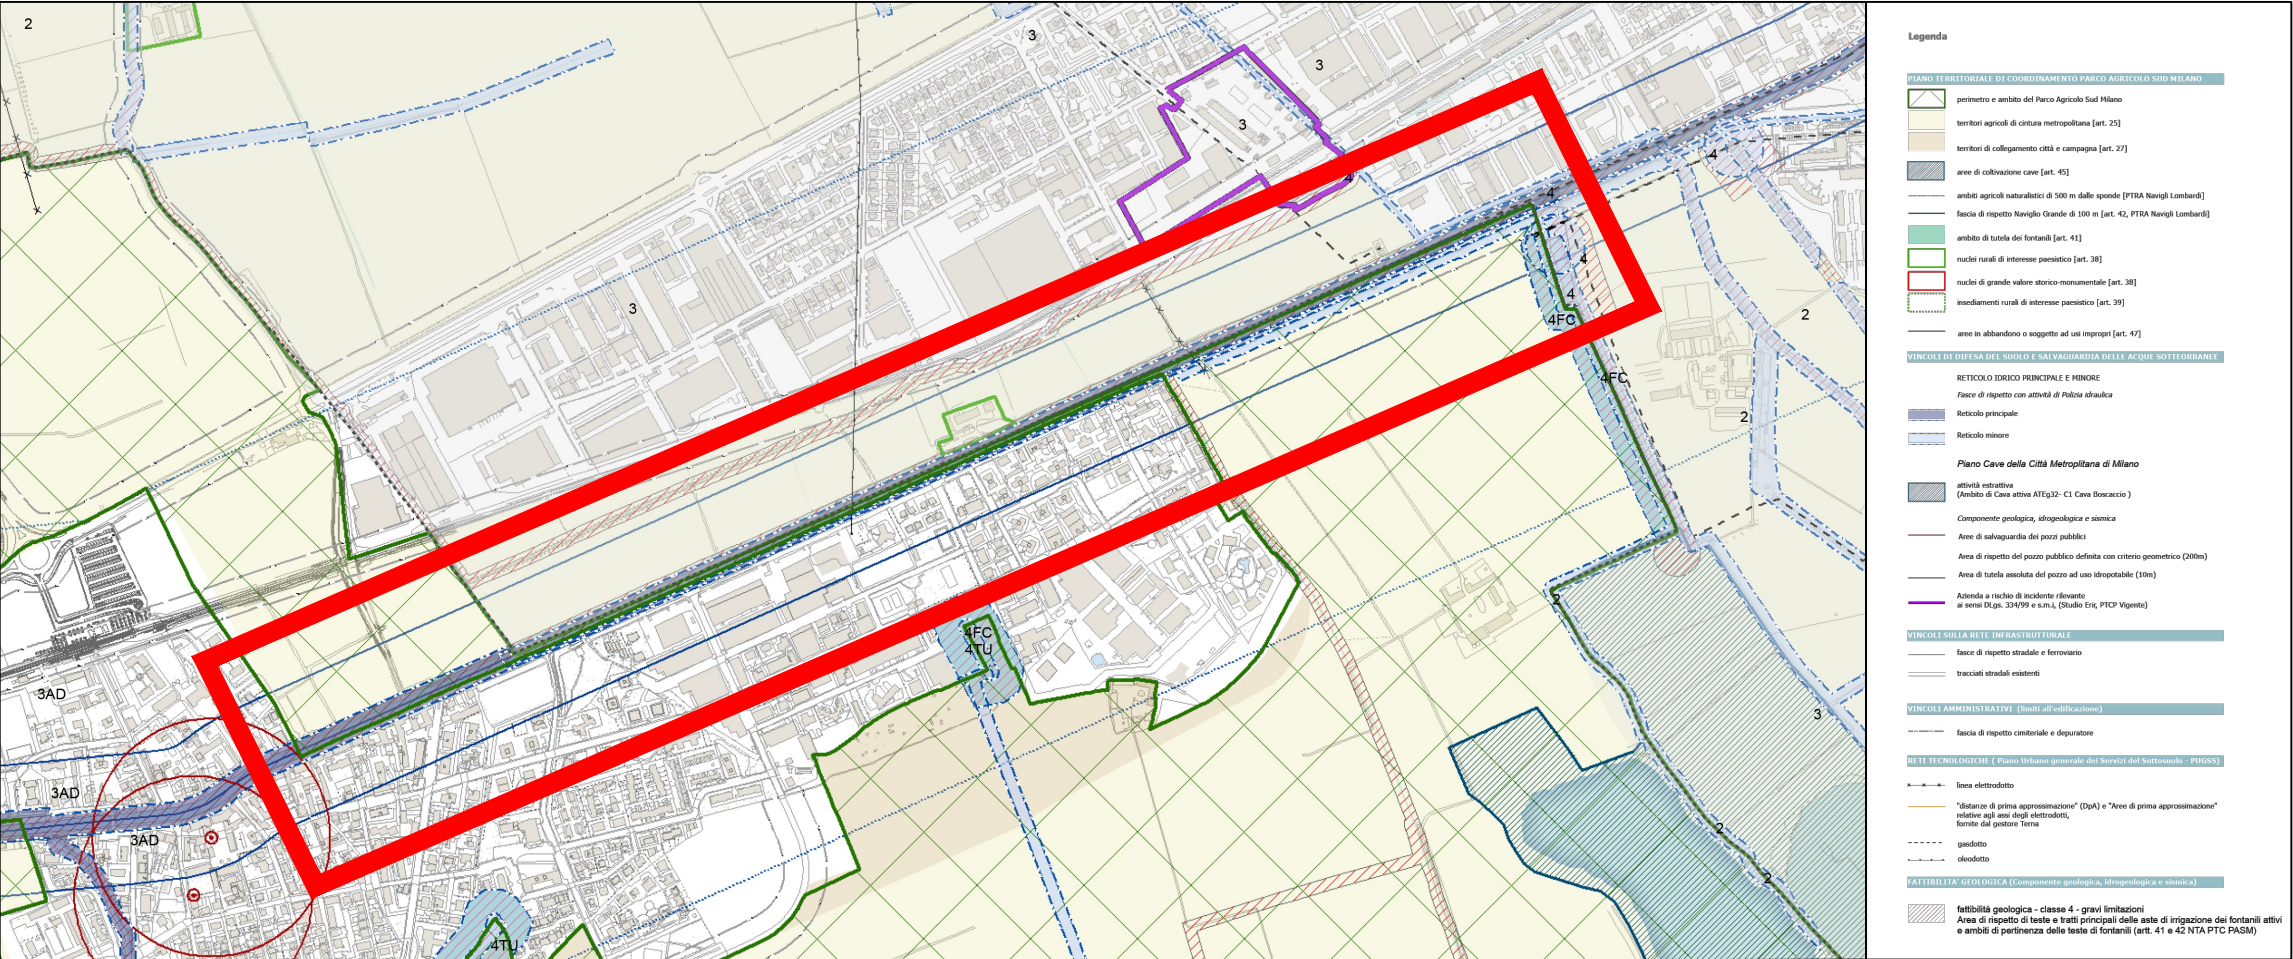 2
3
3
3
3
4
4
4
4
4
4FC
4FC
2
2
2
3
2
2
2
4FC
4TU
3AD
3AD
3AD
4TU
Legenda
PIANO TERRITORIALE DI COORDINAMENTO PARCO AGRICOLO SUD MILANO
perimetro e ambito del Parco Agricolo Sud Milano
territori agricoli di cintura metropolitana [art. 25]
territori di collegamento città e campagna [art. 27]
aree di coltivazione cave [art. 45]
ambiti agricoli naturalistici di 500 m dalle sponde [PTRA Navigli Lombardi]
fascia di rispetto Naviglio Grande di 100 m [art. 42, PTRA Navigli Lombardi]
ambito di tutela dei fontanili [art. 41]
nuclei rurali di interesse paesistico [art. 38]
nuclei di grande valore storico-monumentale [art. 38]
insediamenti rurali di interesse paesistico [art. 39]
aree in abbandono o soggette ad usi impropri [art. 47]
VINCOLI DI DIFESA DEL SUOLO E SALVAGUARDIA DELLE ACQUE SOTTEORRANEE
RETICOLO IDRICO PRINCIPALE E MINORE
Fasce di rispetto con attività di Polizia idraulica
Reticolo principale
Reticolo minore
Piano Cave della Città Metroplitana di Milano
attività estrattiva
(Ambito di Cava attiva ATEg32- C1 Cava Boscaccio )
Componente geologica, idrogeologica e sismica
Aree di salvaguardia dei pozzi pubblici
Area di rispetto del pozzo pubblico definita con criterio geometrico (200m)
Area di tutela assoluta del pozzo ad uso idropotabile (10m)
Azienda a rischio di incidente rilevante
ai sensi DLgs. 334/99 e s.m.i, (Studio Erir, PTCP Vigente)
VINCOLI SULLA RETE INFRASTRUTTURALE
fasce di rispetto stradale e ferroviario
tracciati stradali esistenti
VINCOLI AMMINISTRATIVI (limiti all'edificazione)
fascia di rispetto cimiteriale e depuratore
RETI TECNOLOGICHE ( Piano Urbano generale dei Servizi del Sottosuolo - PUGSS)
linea elettrodotto
"distanze di prima approssimazione" (DpA) e "Aree di prima approssimazione"
relative agli assi degli elettrodotti,
fornite dal gestore Terna
gasdotto
oleodotto
FATTIBILITA' GEOLOGICA (Componente geologica, idrogeologica e sismica)
fattibilità geologica - classe 4 - gravi limitazioni
Area di rispetto di teste e tratti principali delle aste di irrigazione dei fontanili attivi
e ambiti di pertinenza delle teste di fontanili (artt. 41 e 42 NTA PTC PASM)